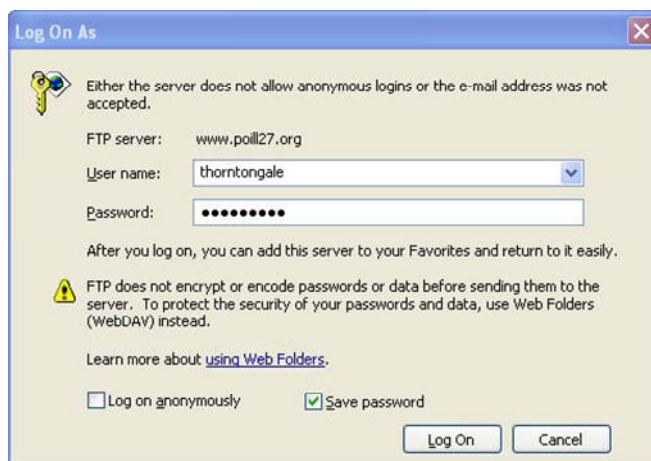 Log On As
Either the server does not allow anonymous logins or the e-mail address was not
accepted.
FTP server: www.poill27.org
User name: thorntongale
Password: ●●●●●●●●●
After you log on, you can add this server to your Favorites and return to it easily.
FTP does not encrypt or encode passwords or data before sending them to the
server. To protect the security of your passwords and data, use Web Folders
(WebDAV) instead.
Learn more about using Web Folders.
Log on anonymously Save password
Log On Cancel